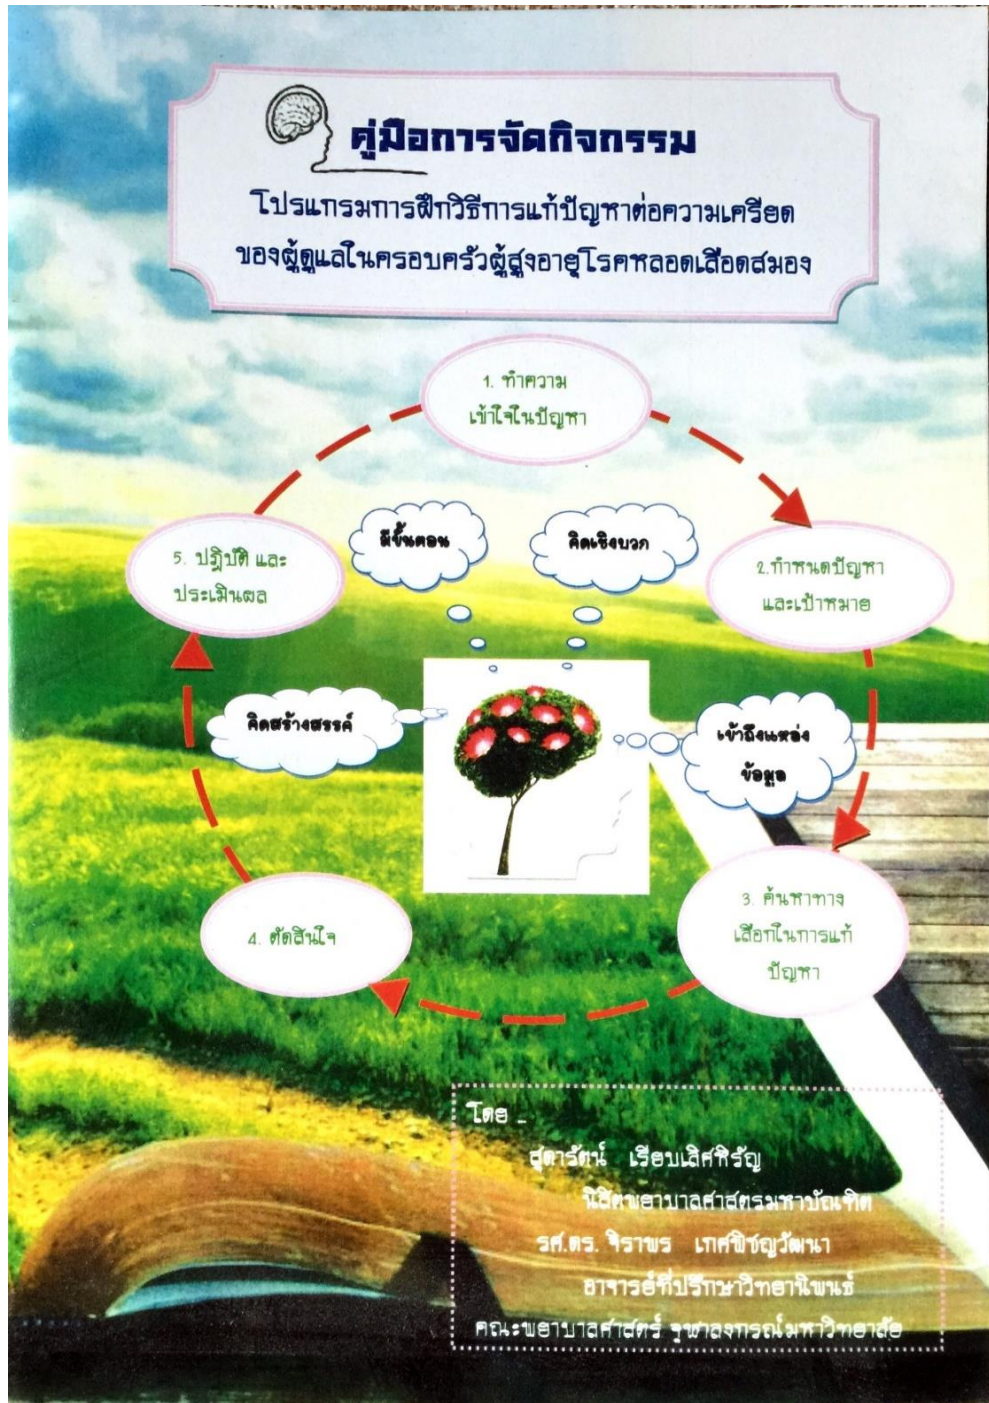 คู่มือการจัดกิจกรรม
โปรแกรมการฝึกวิธีการแก้ปัญหาต่อความเครียด
ของผู้ดูแลในครอบครัวผู้สูงอายุโรคหลอดเลือดสมอง
1. ทำความ
เข้าใจในปัญหา
มีขั้นตอน
คิดเชิงบวก
5. ปฏิบัติ และ
ประเมินผล
2.กำหนดปัญหา
และเป้าหมาย
คิดสร้างสรรค์
เข้าถึงแหล่ง
ข้อมูล
3. ค้นหาทาง
เลือกในการแก้
ปัญหา
4. ตัดสินใจ
โดย _
สุดารัตน์ เรียบเลิศหิรัญ
นิสิตพยาบาลศาสตรมหาบัณฑิต
รศ.ดร. จิราพร เกศพิชญวัฒนา
อาจารย์ที่ปรึกษาวิทยานิพนธ์
คณะพยาบาลศาสตร์ จุฬาลงกรณ์มหาวิทยาลัย